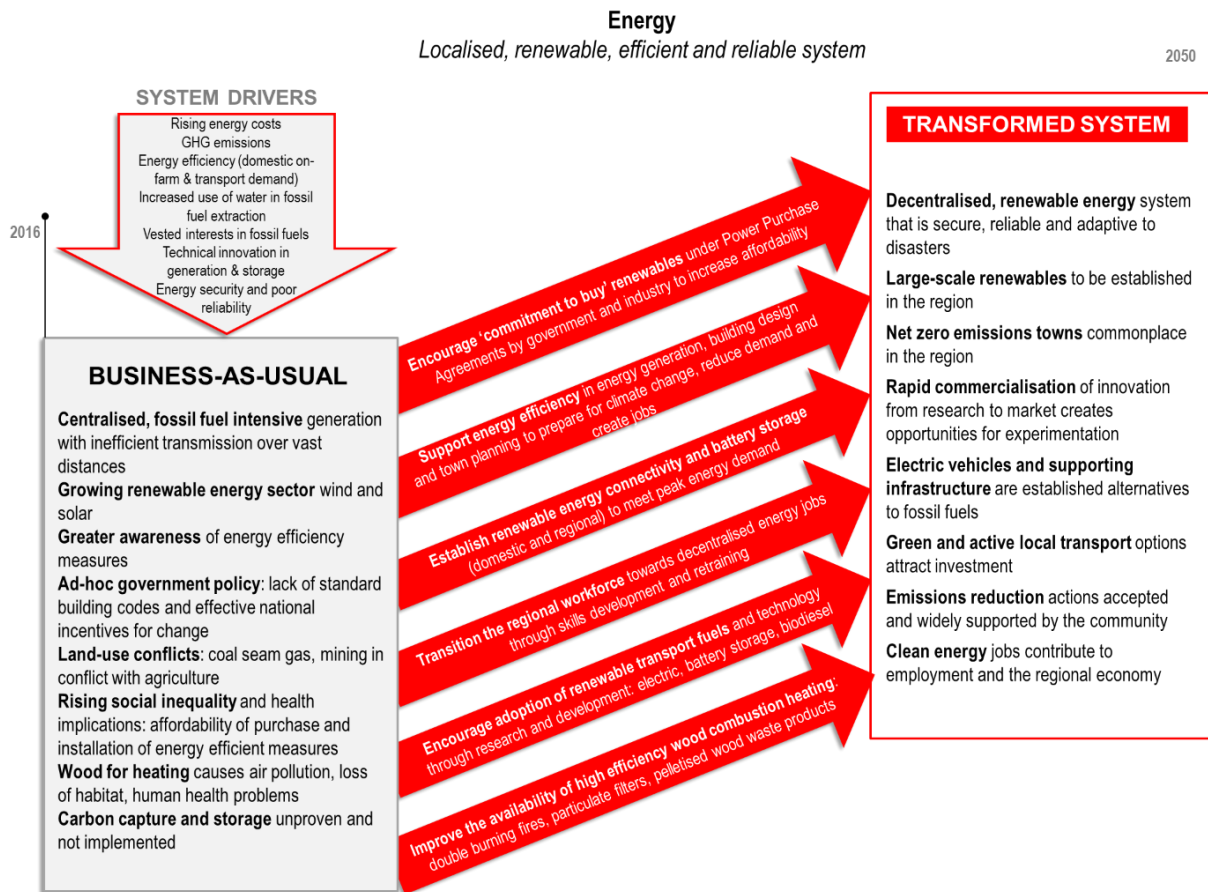 Energy
Localised, renewable, efficient and reliable system
2050
SYSTEM DRIVERS
Rising energy costs
GHG emissions
Energy efficiency (domestic on-
farm & transport demand)
Increased use of water in fossil
fuel extraction
Vested interests in fossil fuels
Technical innovation in
generation & storage
Energy security and poor
reliability
2016
BUSINESS-AS-USUAL
Centralised, fossil fuel intensive generation
with inefficient transmission over vast
distances
Growing renewable energy sector wind and
solar
Greater awareness of energy efficiency
measures
Ad-hoc government policy: lack of standard
building codes and effective national
incentives for change
Land-use conflicts: coal seam gas, mining in
conflict with agriculture
Rising social inequality and health
implications: affordability of purchase and
installation of energy efficient measures
Wood for heating causes air pollution, loss
of habitat, human health problems
Carbon capture and storage unproven and
not implemented
Encourage ‘commitment to buy’ renewables under Power Purchase
Agreements by government and industry to increase affordability
Support energy efficiency in energy generation, building design
and town planning to prepare for climate change, reduce demand and
create jobs
Establish renewable energy connectivity and battery storage
(domestic and regional) to meet peak energy demand
Transition the regional workforce towards decentralised energy jobs
through skills development and retraining
Encourage adoption of renewable transport fuels and technology
through research and development: electric, battery storage, biodiesel
Improve the availability of high efficiency wood combustion heating:
double burning fires, particulate filters, pelletised wood waste products
TRANSFORMED SYSTEM
Decentralised, renewable energy system
that is secure, reliable and adaptive to
disasters
Large-scale renewables to be established
in the region
Net zero emissions towns commonplace
in the region
Rapid commercialisation of innovation
from research to market creates
opportunities for experimentation
Electric vehicles and supporting
infrastructure are established alternatives
to fossil fuels
Green and active local transport options
attract investment
Emissions reduction actions accepted
and widely supported by the community
Clean energy jobs contribute to
employment and the regional economy